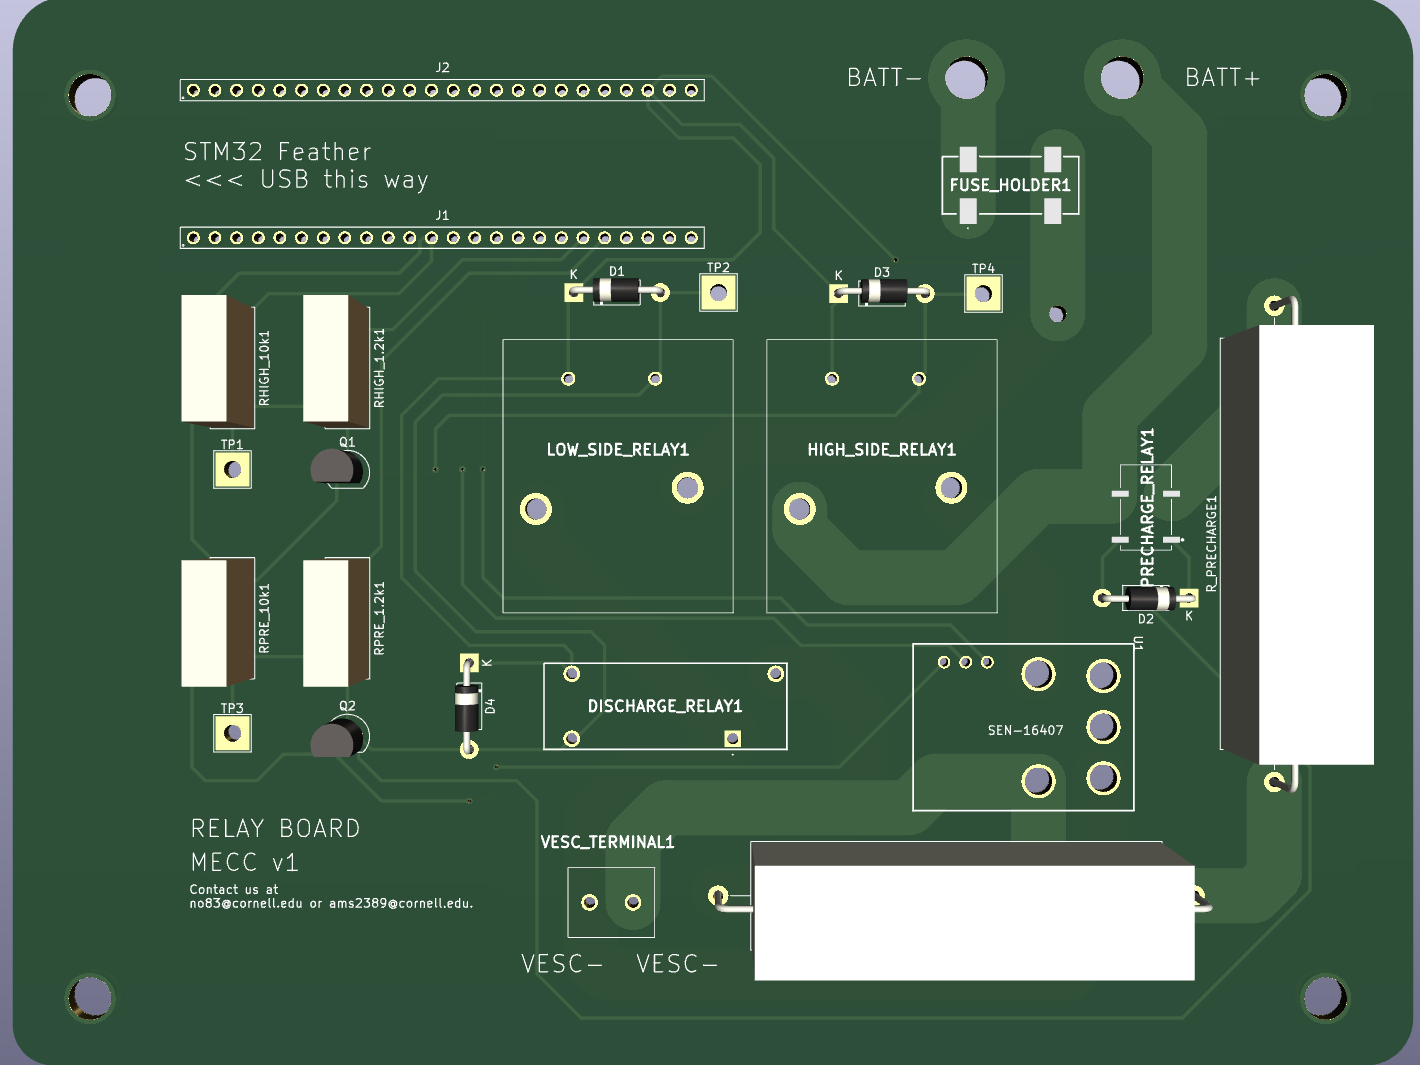 J2
BATT-
BATT+
STM32 Feather
<<< USB this way
FUSE_HOLDER1
J1
K
D1
TP2
K
D3
TP4
RHIGH_10k1
RHIGH_1.2k1
TP1
Q1
LOW_SIDE_RELAY1
HIGH_SIDE_RELAY1
PRECHARGE_RELAY1
R_PRECHARGE1
D2
K
RPRE_10k1
RPRE_1.2k1
U1
K
D4
TP3
Q2
DISCHARGE_RELAY1
SEN-16407
RELAY BOARD
MECC v1
Contact us at
no83@cornell.edu or ams2389@cornell.edu.
VESC_TERMINAL1
VESC-
VESC-